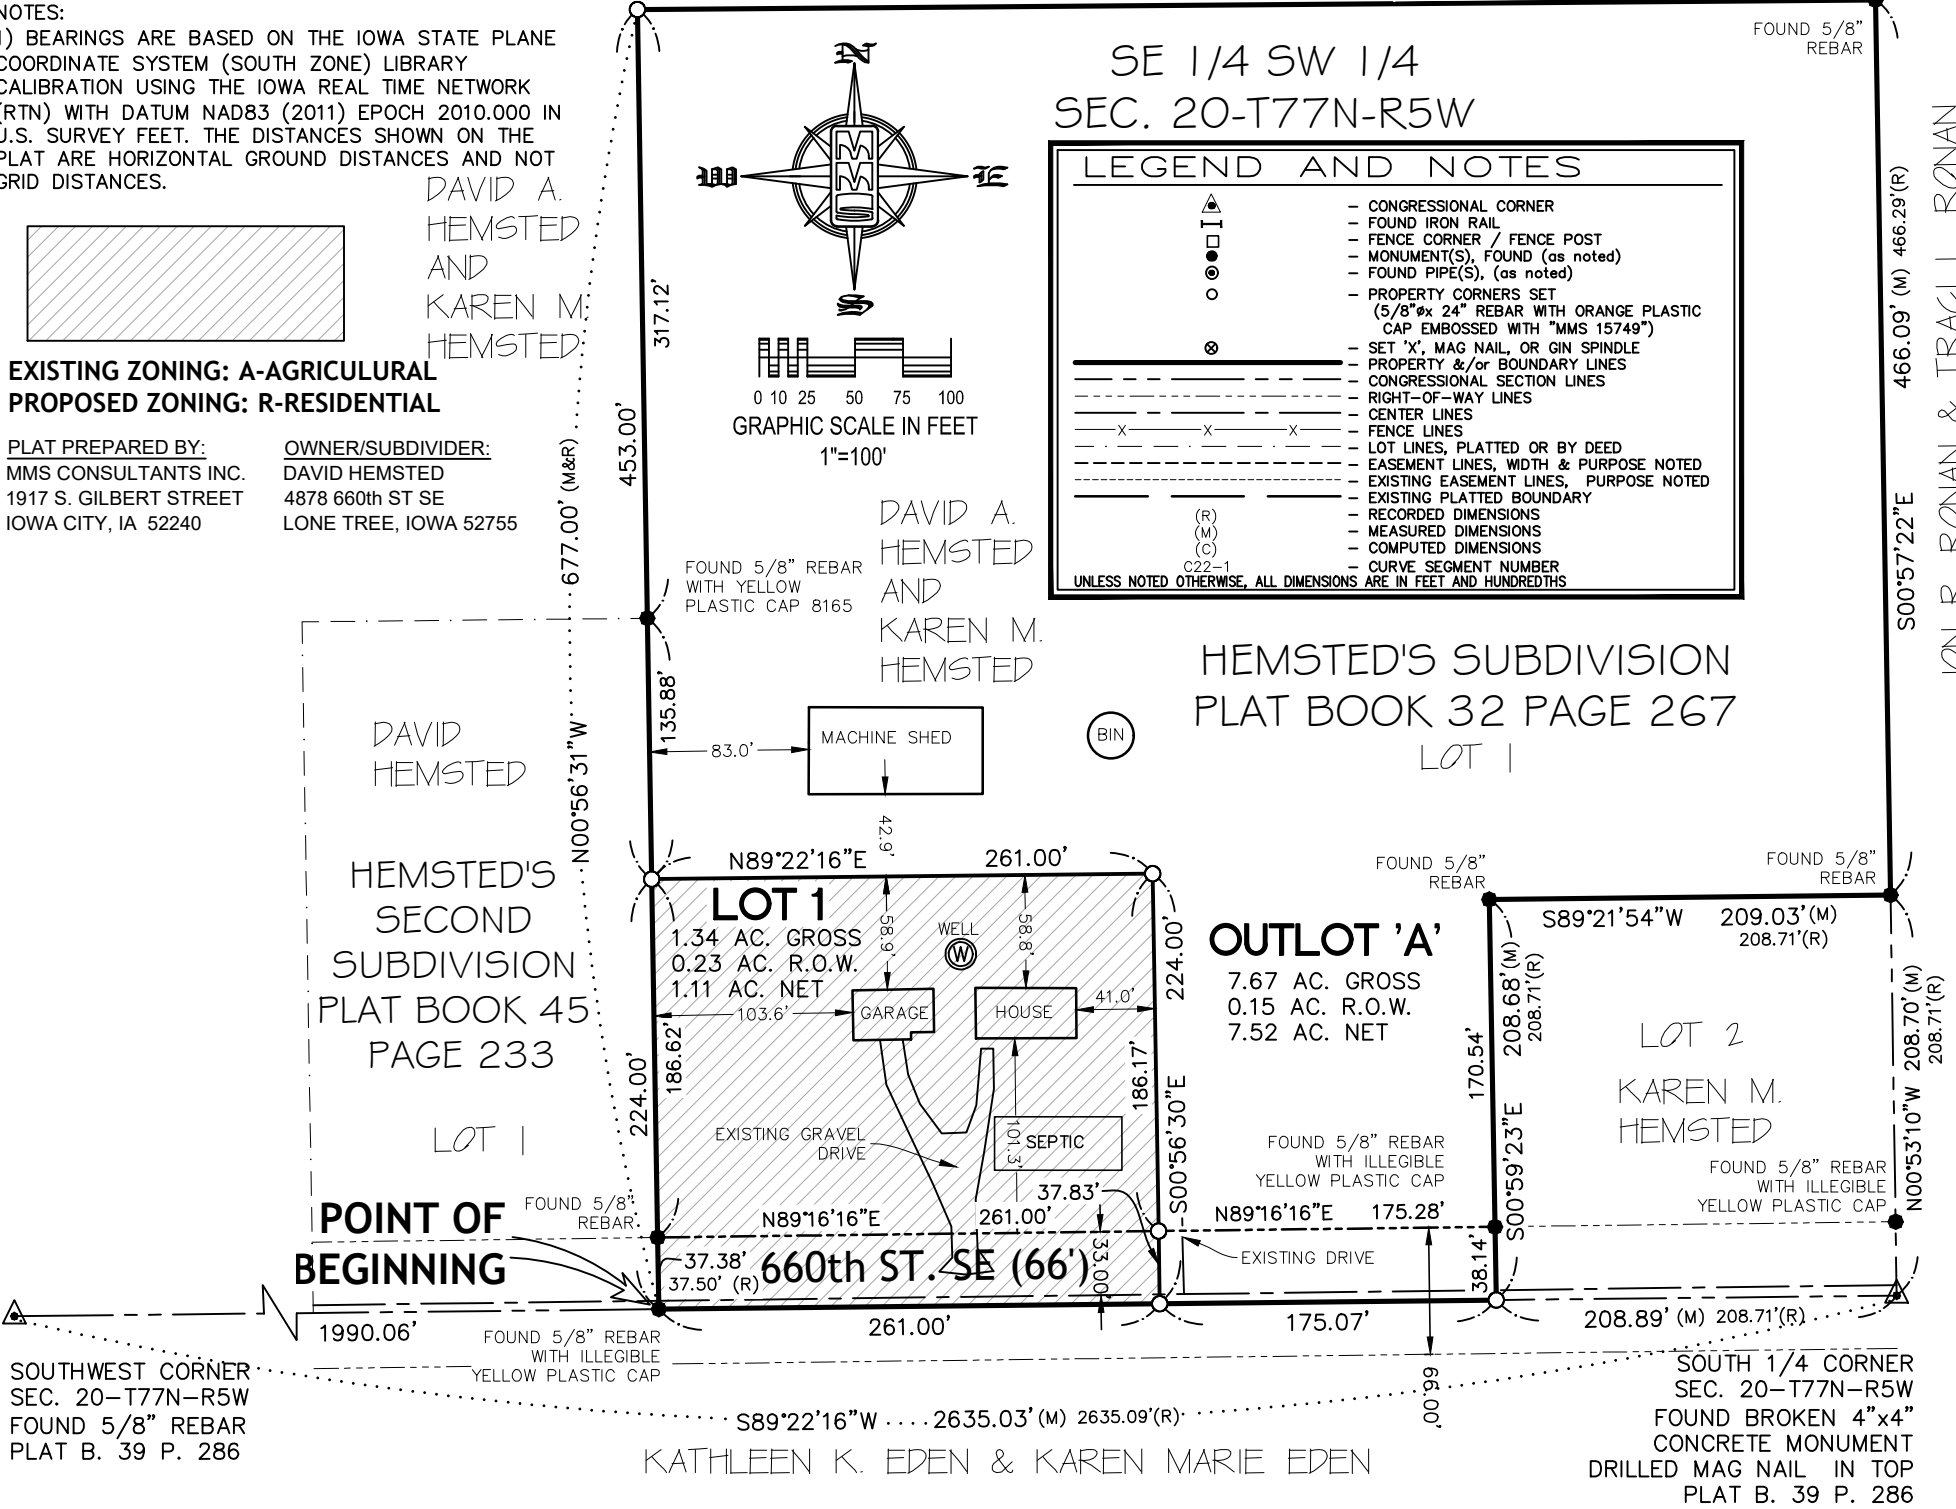 NOTES:
1) BEARINGS ARE BASED ON THE IOWA STATE PLANE
COORDINATE SYSTEM (SOUTH ZONE) LIBRARY
CALIBRATION USING THE IOWA REAL TIME NETWORK
(RTN) WITH DATUM NAD83 (2011) EPOCH 2010.000 IN
U.S. SURVEY FEET. THE DISTANCES SHOWN ON THE
PLAT ARE HORIZONTAL GROUND DISTANCES AND NOT
GRID DISTANCES.
DAVID A.
HEMSTED
AND
KAREN M.
HEMSTED
EXISTING ZONING: A-AGRICULURAL
PROPOSED ZONING: R-RESIDENTIAL
PLAT PREPARED BY:
MMS CONSULTANTS INC.
1917 S. GILBERT STREET
IOWA CITY, IA 52240
OWNER/SUBDIVIDER:
DAVID HEMSTED
4878 660th ST SE
LONE TREE, IOWA 52755
N
W
E
S
MMS
0 10 25 50 75 100
GRAPHIC SCALE IN FEET
1"=100'
SE 1/4 SW 1/4
SEC. 20-T77N-R5W
FOUND 5/8"
REBAR
LEGEND AND NOTES
– CONGRESSIONAL CORNER
– FOUND IRON RAIL
– FENCE CORNER / FENCE POST
– MONUMENT(S), FOUND (as noted)
– FOUND PIPE(S), (as noted)
– PROPERTY CORNERS SET
(5/8"øx 24" REBAR WITH ORANGE PLASTIC
CAP EMBOSSED WITH "MMS 15749")
– SET 'X', MAG NAIL, OR GIN SPINDLE
– PROPERTY &/or BOUNDARY LINES
– CONGRESSIONAL SECTION LINES
– RIGHT-OF-WAY LINES
– CENTER LINES
X X X – FENCE LINES
– LOT LINES, PLATTED OR BY DEED
– EASEMENT LINES, WIDTH & PURPOSE NOTED
– EXISTING EASEMENT LINES, PURPOSE NOTED
– EXISTING PLATTED BOUNDARY
(R) – RECORDED DIMENSIONS
(M) – MEASURED DIMENSIONS
(C) – COMPUTED DIMENSIONS
C22-1 – CURVE SEGMENT NUMBER
UNLESS NOTED OTHERWISE, ALL DIMENSIONS ARE IN FEET AND HUNDREDTHS
S00°57'22"E 466.09' (M) 466.29'(R)
RONAN & TRACI RONAN
317.12'
453.00'
N00°56'31"W 677.00' (M&R)
135.88'
FOUND 5/8" REBAR
WITH YELLOW
PLASTIC CAP 8165
DAVID A.
HEMSTED
AND
KAREN M.
HEMSTED
HEMSTED'S SUBDIVISION
PLAT BOOK 32 PAGE 267
LOT 1
MACHINE SHED
83.0'
42.9'
BIN
DAVID
HEMSTED
HEMSTED'S
SECOND
SUBDIVISION
PLAT BOOK 45
PAGE 233
LOT 1
N89°22'16"E 261.00'
LOT 1
1.34 AC. GROSS
0.23 AC. R.O.W.
1.11 AC. NET
58.9'
WELL
W
58.8'
GARAGE
HOUSE
103.6'
41.0'
224.00'
186.62'
EXISTING GRAVEL
DRIVE
SEPTIC
101.3'
186.17'
224.00'
S00°56'30"E
OUTLOT 'A'
7.67 AC. GROSS
0.15 AC. R.O.W.
7.52 AC. NET
FOUND 5/8"
REBAR
FOUND 5/8"
REBAR
S89°21'54"W 209.03'(M)
208.71'(R)
170.54'
S00°59'23"E 208.68'(M)
208.71'(R)
LOT 2
KAREN M.
HEMSTED
N00°53'10"W 208.70'(M)
208.71'(R)
FOUND 5/8" REBAR
WITH ILLEGIBLE
YELLOW PLASTIC CAP
FOUND 5/8" REBAR
WITH ILLEGIBLE
YELLOW PLASTIC CAP
POINT OF
BEGINNING
FOUND 5/8"
REBAR
N89°16'16"E 261.00'
37.83'
N89°16'16"E 175.28'
37.38'
37.50' (R)
660th ST. SE (66')
33.00'
EXISTING DRIVE
38.14'
1990.06'
261.00'
175.07'
208.89' (M) 208.71'(R)
FOUND 5/8" REBAR
WITH ILLEGIBLE
YELLOW PLASTIC CAP
66.00'
SOUTHWEST CORNER
SEC. 20–T77N–R5W
FOUND 5/8" REBAR
PLAT B. 39 P. 286
S89°22'16"W 2635.03'(M) 2635.09'(R)
KATHLEEN K. EDEN & KAREN MARIE EDEN
SOUTH 1/4 CORNER
SEC. 20–T77N–R5W
FOUND BROKEN 4"x4"
CONCRETE MONUMENT
DRILLED MAG NAIL IN TOP
PLAT B. 39 P. 286